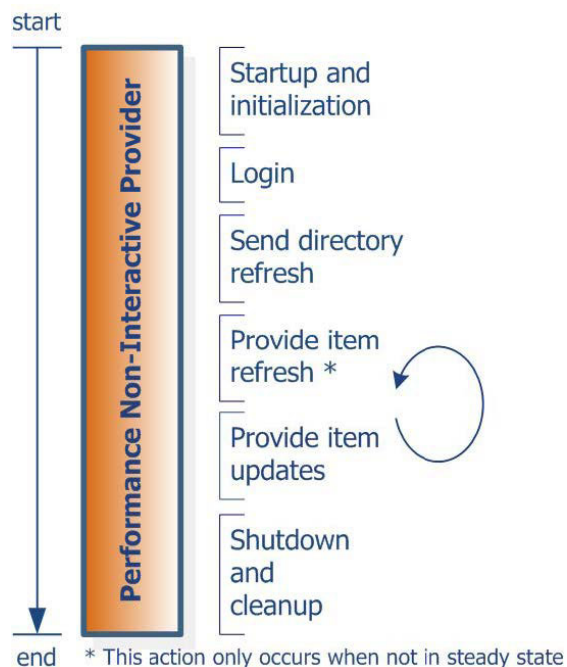 start
Performance Non-Interactive Provider
Startup and
initialization
Login
Send directory
refresh
Provide item
refresh *
Provide item
updates
Shutdown
and
cleanup
end
* This action only occurs when not in steady state